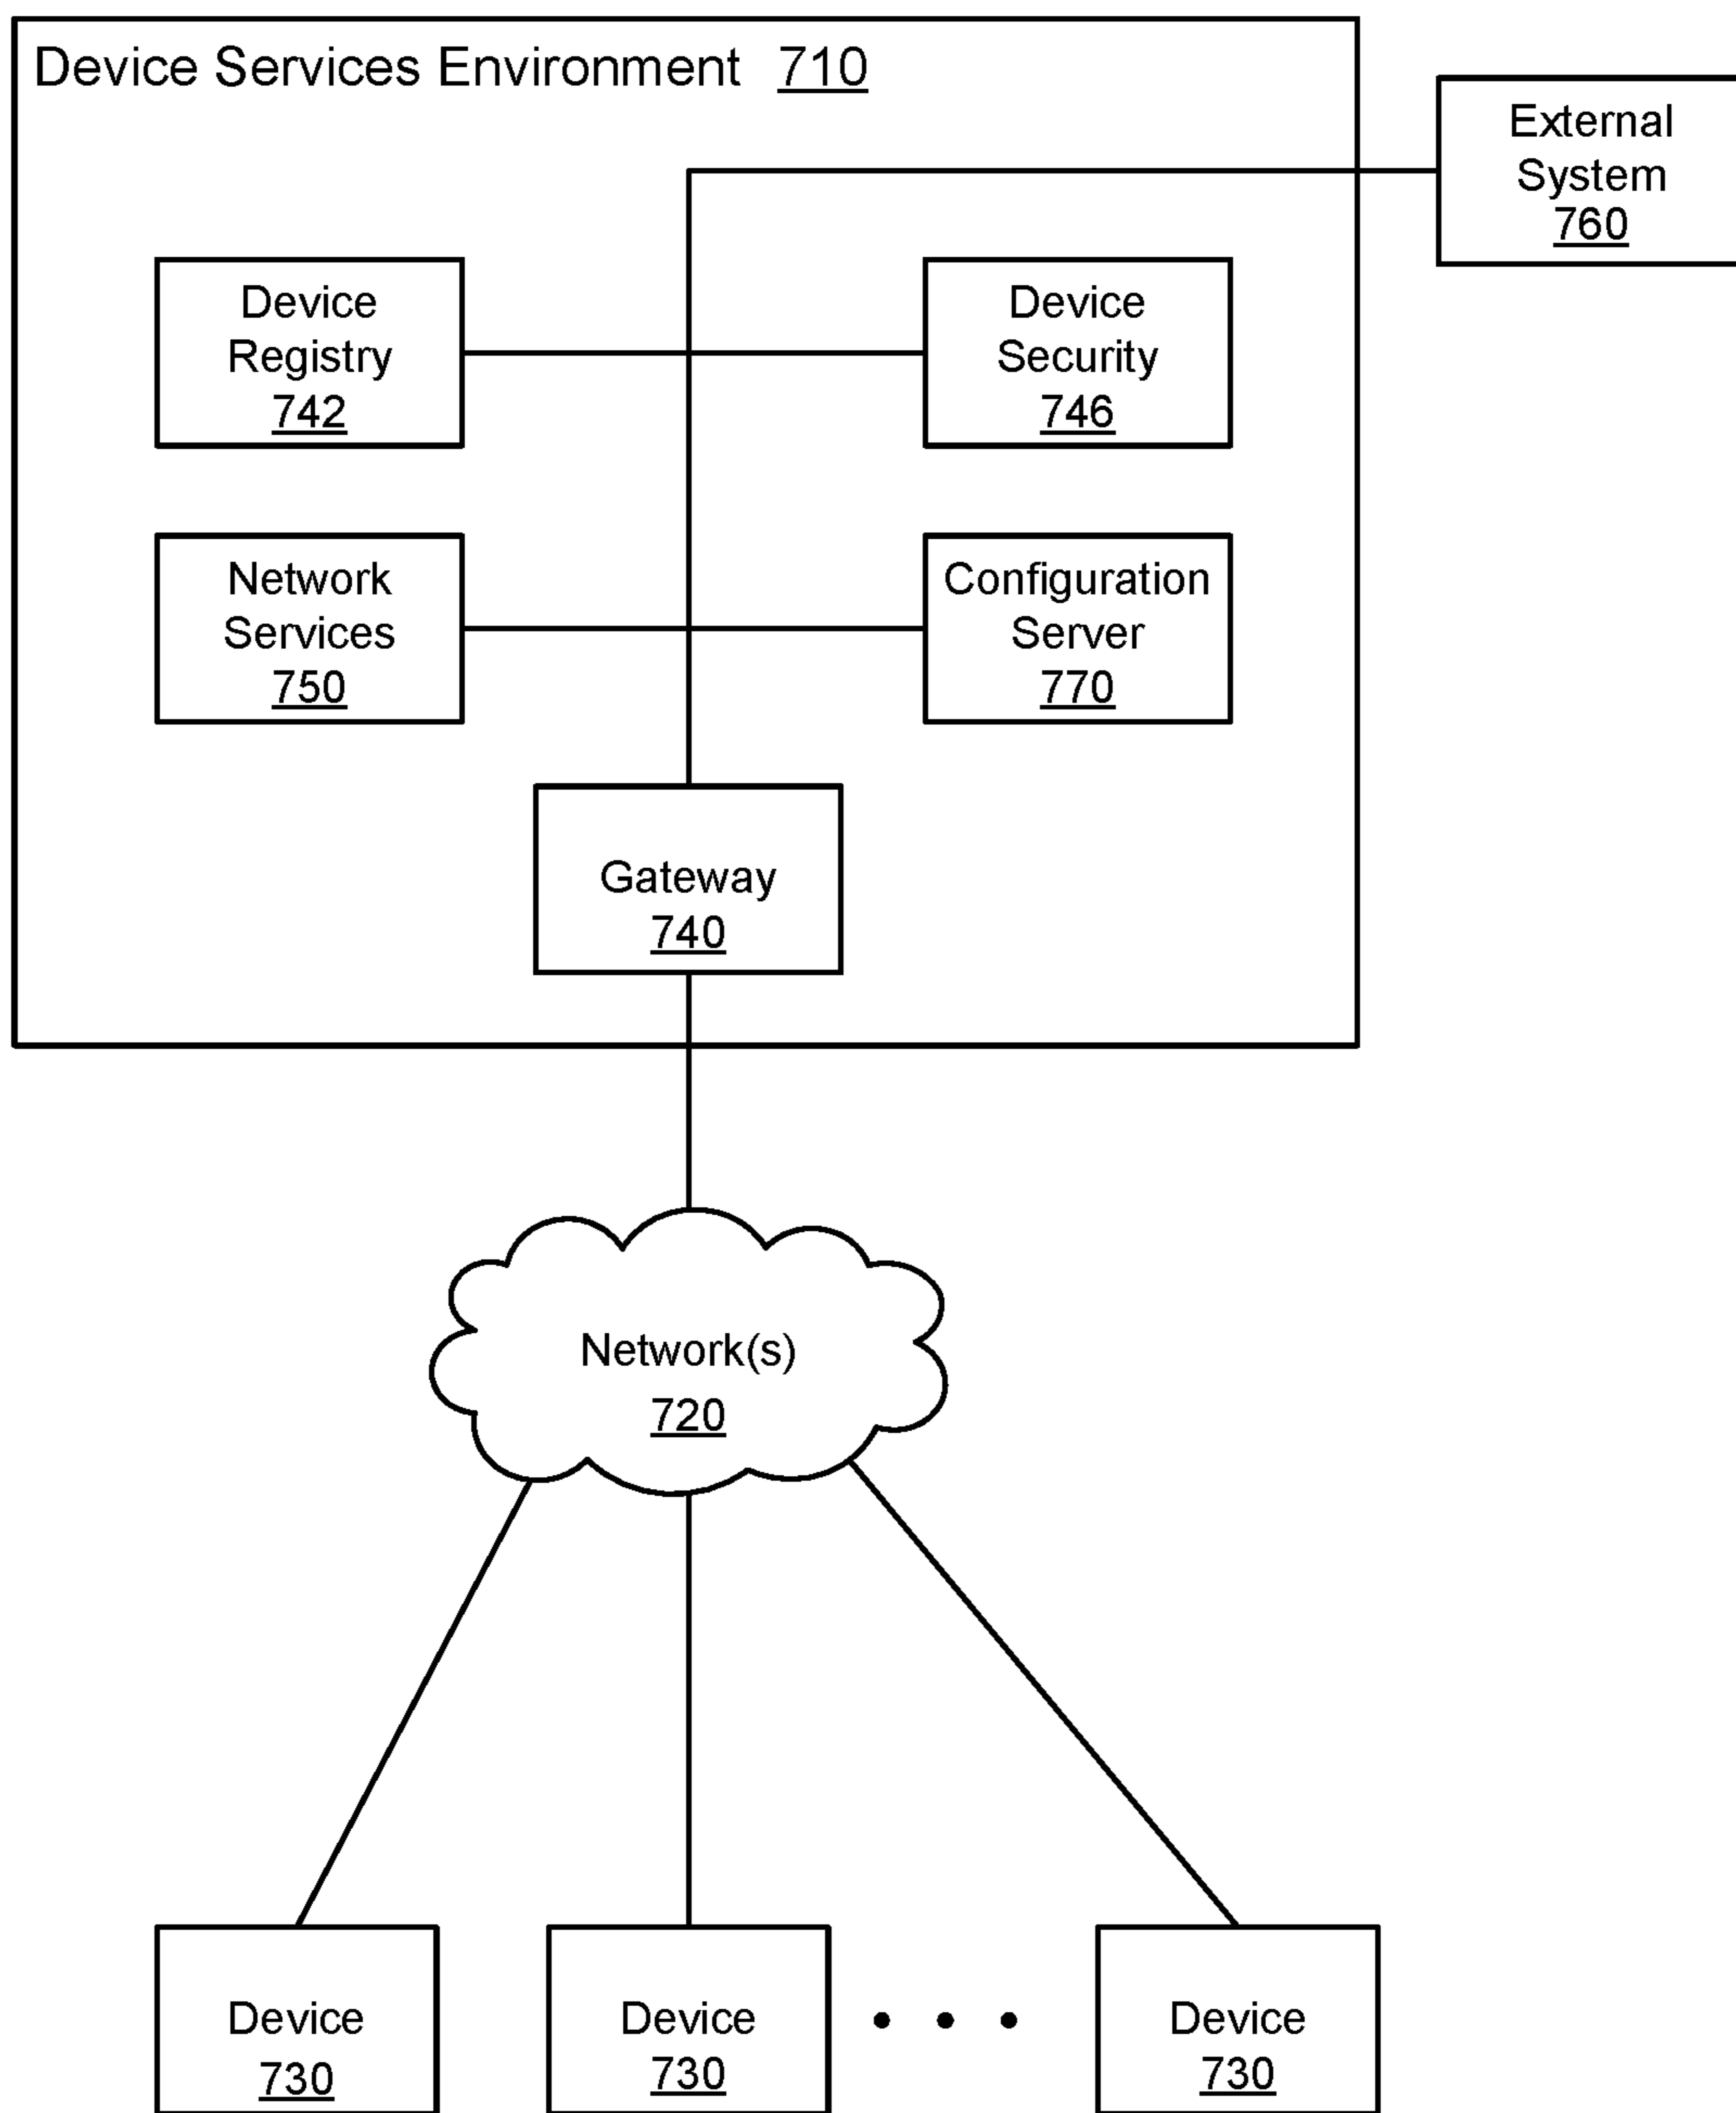 Device Services Environment 710
External
System
760
Device
Registry
742
Device
Security
746
Network
Services
750
Configuration
Server
770
Gateway
740
Network(s)
720
Device
730
Device
730
Device
730